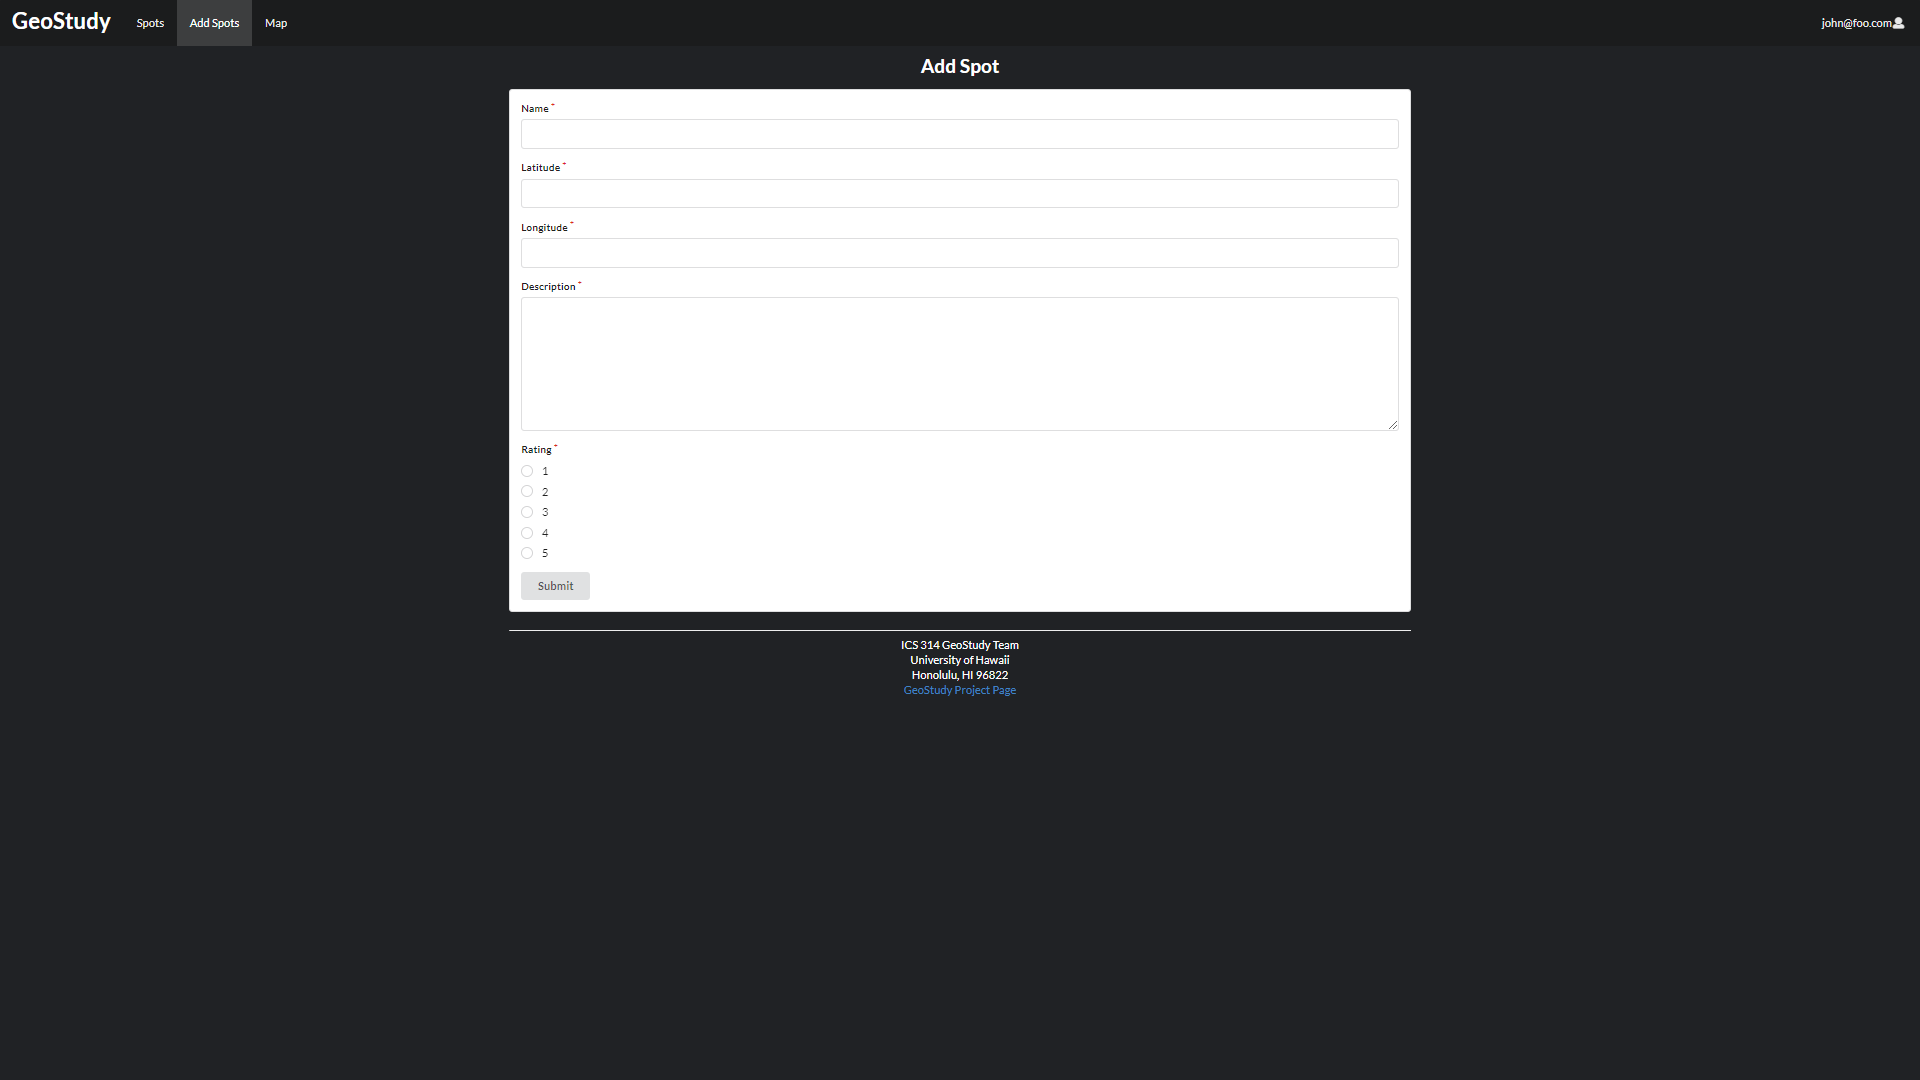 GeoStudy Spots Add Spots Map john@foo.com
Add Spot
Name *
Latitude *
Longitude *
Description *
Rating *
1
2
3
4
5
Submit
ICS 314 GeoStudy Team
University of Hawaii
Honolulu, HI 96822
GeoStudy Project Page